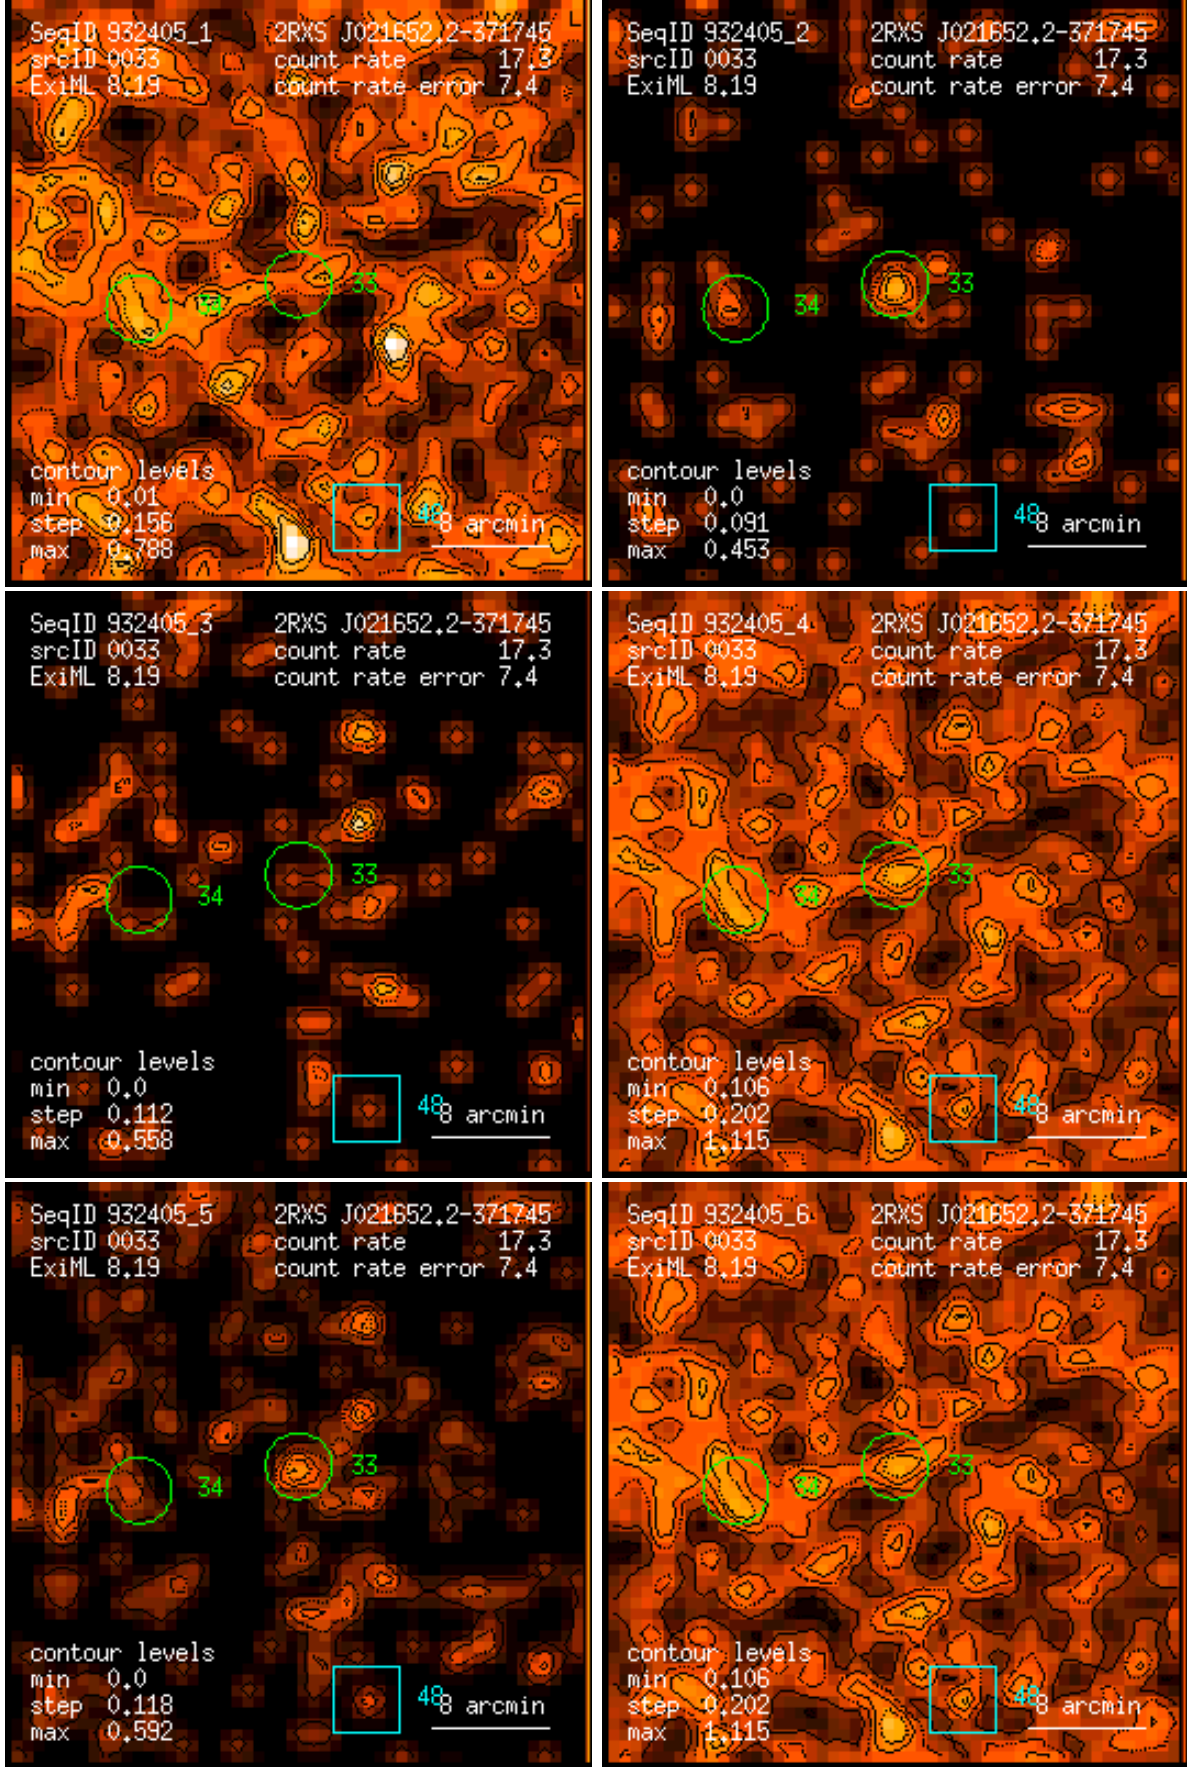 SeqID 932405_1 2RXS J021652.2-371745
srcID 0033 count rate 17.3
ExiML 8.19 count rate error 7.4
33
34
contour levels
min 0.01
step 0.156
max 0.788
48
8 arcmin
SeqID 932405_2 2RXS J021652.2-371745
srcID 0033 count rate 17.3
ExiML 8.19 count rate error 7.4
33
34
contour levels
min 0.0
step 0.091
max 0.453
48
8 arcmin
SeqID 932405_3 2RXS J021652.2-371745
srcID 0033 count rate 17.3
ExiML 8.19 count rate error 7.4
33
34
contour levels
min 0.0
step 0.112
max 0.558
48
8 arcmin
SeqID 932405_4 2RXS J021652.2-371745
srcID 0033 count rate 17.3
ExiML 8.19 count rate error 7.4
33
34
contour levels
min 0.106
step 0.202
max 1.115
48
8 arcmin
SeqID 932405_5 2RXS J021652.2-371745
srcID 0033 count rate 17.3
ExiML 8.19 count rate error 7.4
33
34
contour levels
min 0.0
step 0.118
max 0.592
48
8 arcmin
SeqID 932405_6 2RXS J021652.2-371745
srcID 0033 count rate 17.3
ExiML 8.19 count rate error 7.4
33
34
contour levels
min 0.106
step 0.202
max 1.115
48
8 arcmin